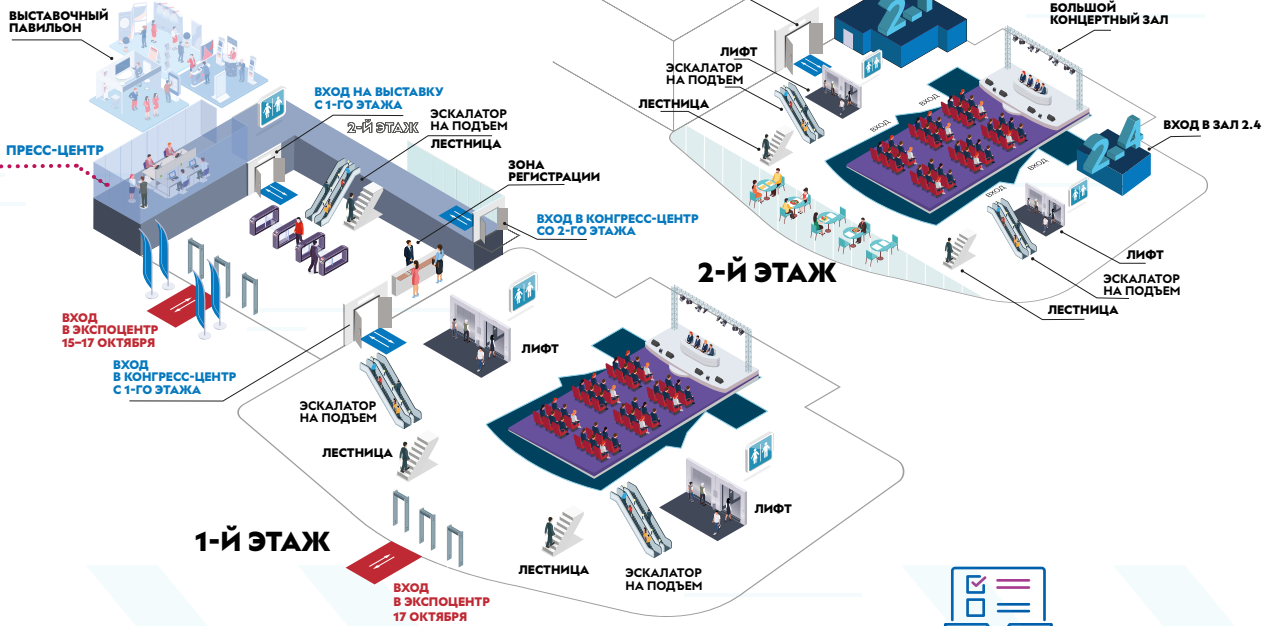 ВЫСТАВОЧНЫЙ
ПАВИЛЬОН
ПРЕСС-ЦЕНТР
ВХОД НА ВЫСТАВКУ
С 1-ГО ЭТАЖА
2-Й ЭТАЖ
ЭСКАЛАТОР
НА ПОДЪЕМ
ЛЕСТНИЦА
ЗОНА
РЕГИСТРАЦИИ
ВХОД В КОНГРЕСС-ЦЕНТР
СО 2-ГО ЭТАЖА
ВХОД
В ЭКСПОЦЕНТР
15–17 ОКТЯБРЯ
ВХОД
В КОНГРЕСС-ЦЕНТР
С 1-ГО ЭТАЖА
ЛИФТ
ЭСКАЛАТОР
НА ПОДЪЕМ
ЛЕСТНИЦА
1-Й ЭТАЖ
ВХОД
В ЭКСПОЦЕНТР
17 ОКТЯБРЯ
ЛЕСТНИЦА
ЭСКАЛАТОР
НА ПОДЪЕМ
ЛИФТ
БОЛЬШОЙ
КОНЦЕРТНЫЙ ЗАЛ
ЛИФТ
ЭСКАЛАТОР
НА ПОДЪЕМ
ЛЕСТНИЦА
ВХОД
ВХОД
ВХОД
ВХОД
2-4
ВХОД В ЗАЛ 2.4
2-Й ЭТАЖ
ЛИФТ
ЭСКАЛАТОР
НА ПОДЪЕМ
ЛЕСТНИЦА